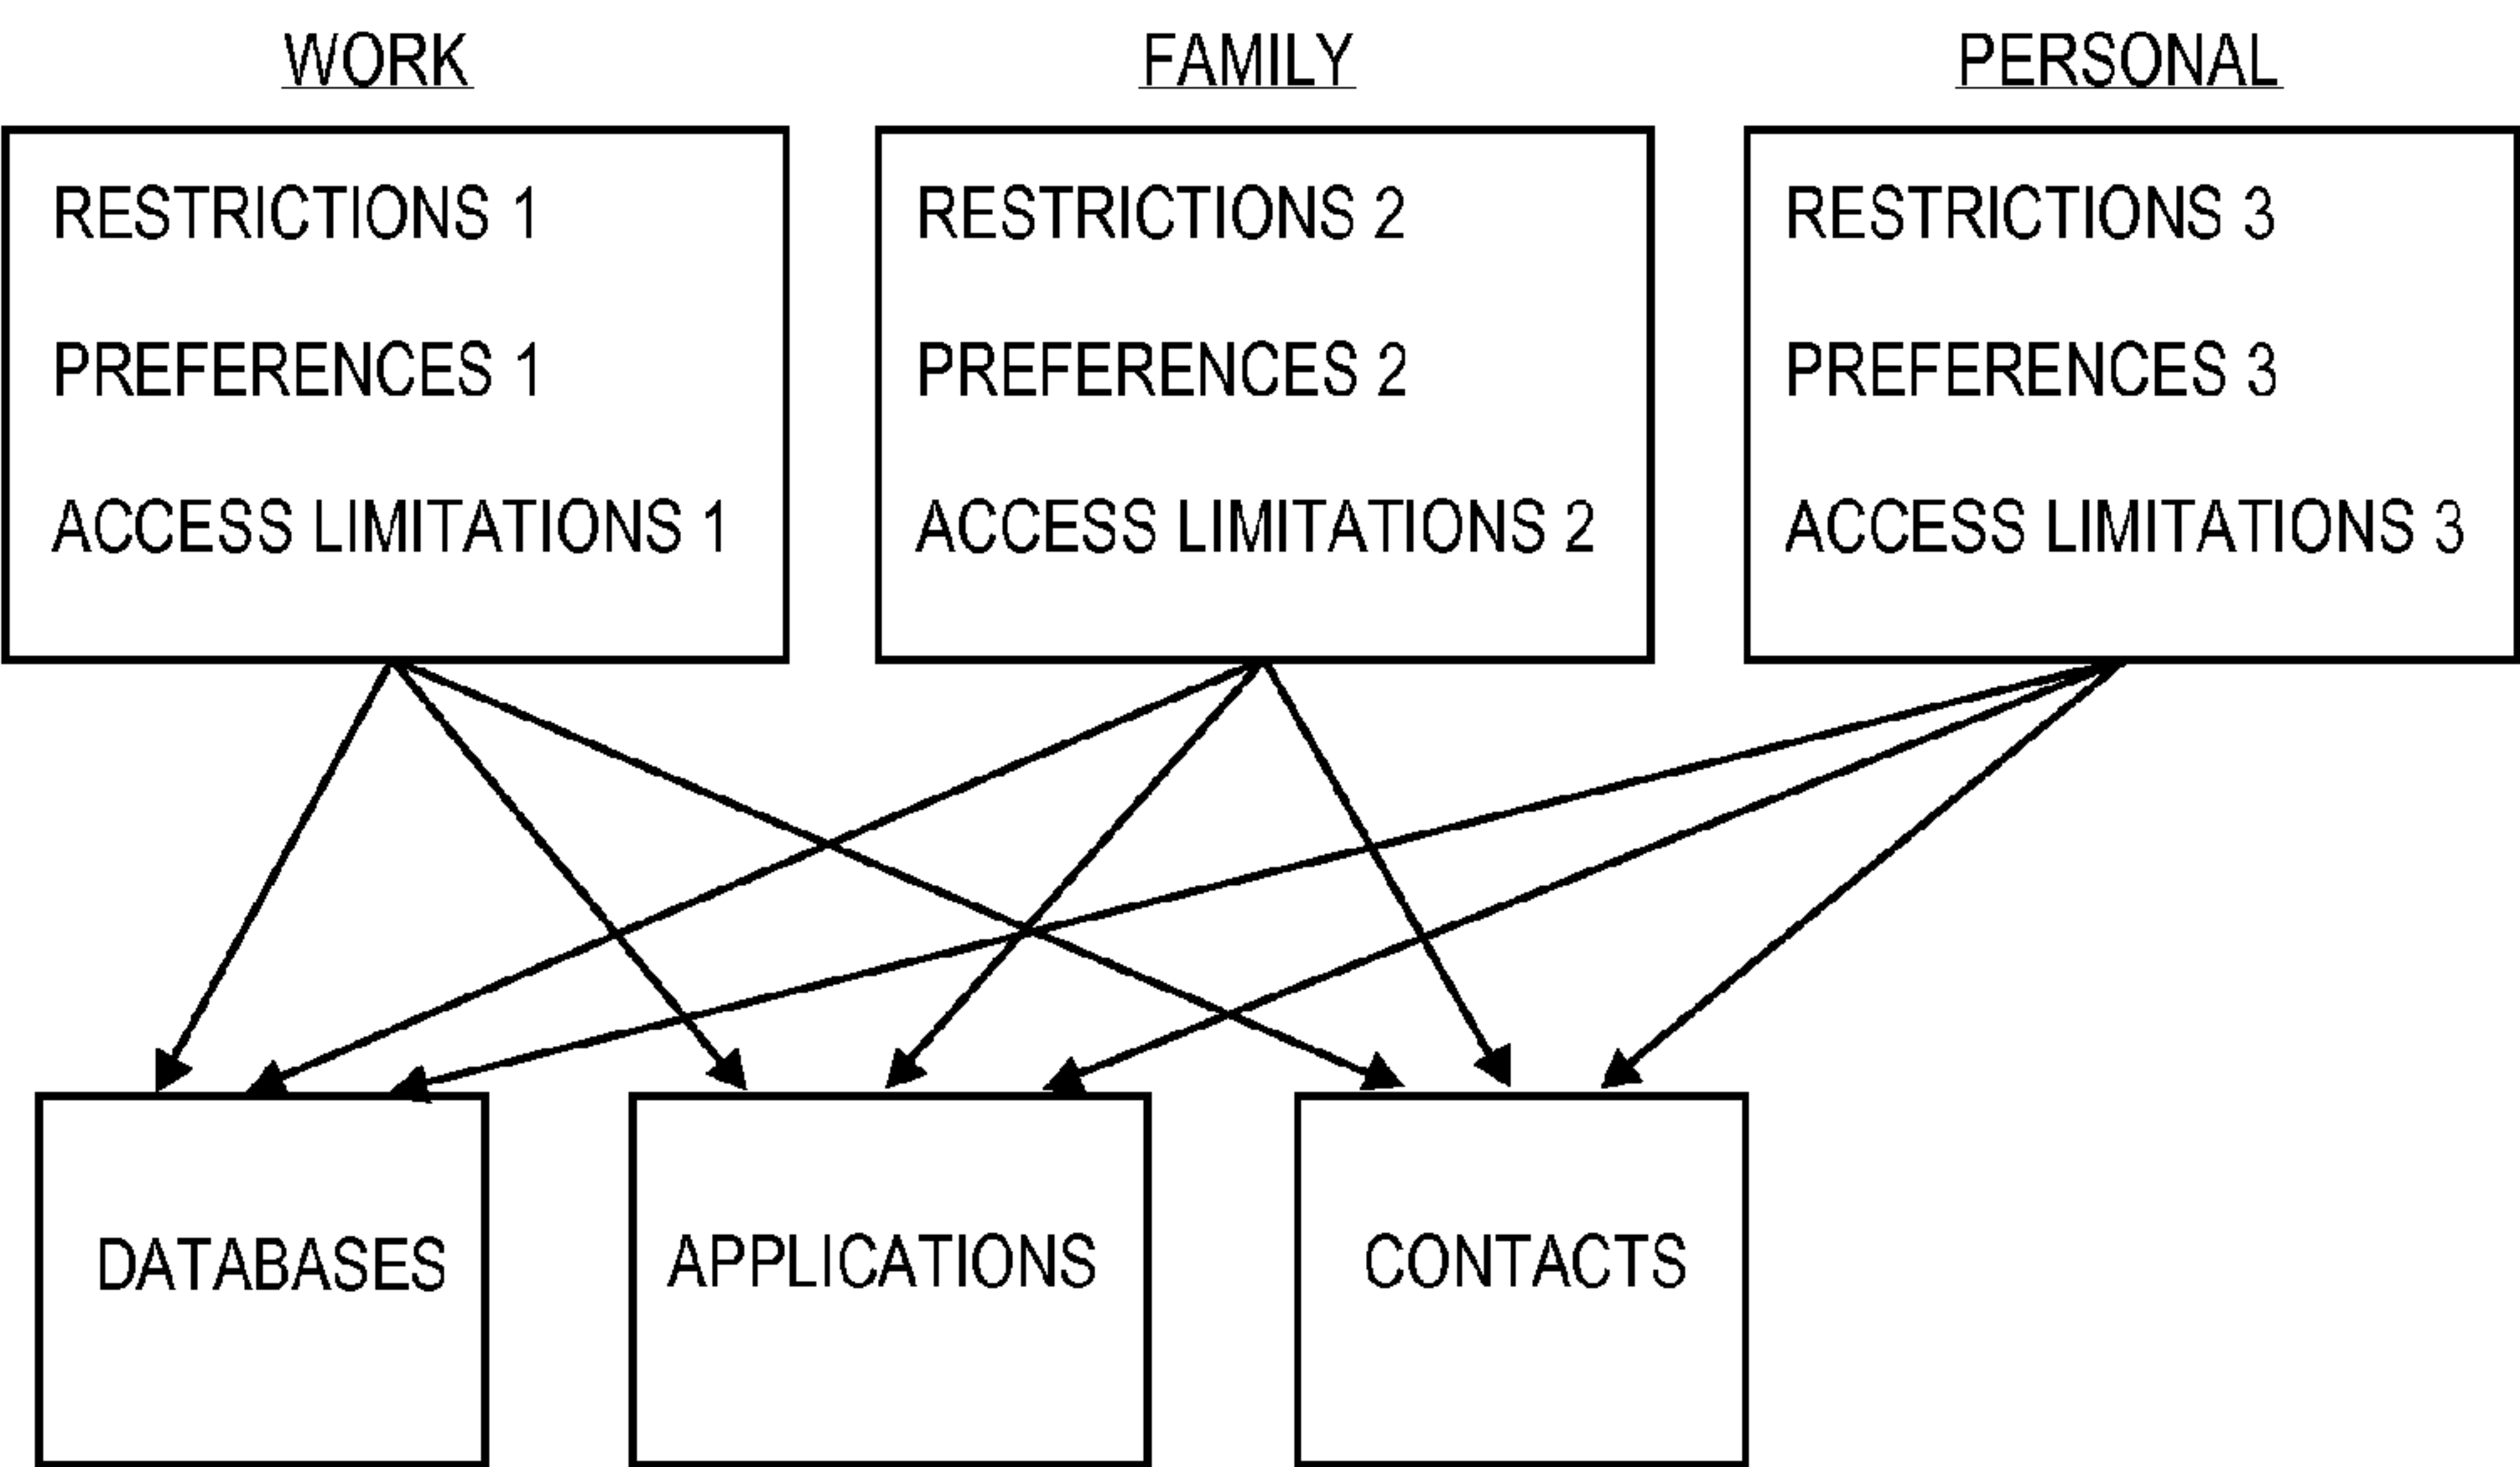 WORK
FAMILY
PERSONAL
RESTRICTIONS 1
PREFERENCES 1
ACCESS LIMITATIONS 1
RESTRICTIONS 2
PREFERENCES 2
ACCESS LIMITATIONS 2
RESTRICTIONS 3
PREFERENCES 3
ACCESS LIMITATIONS 3
DATABASES
APPLICATIONS
CONTACTS